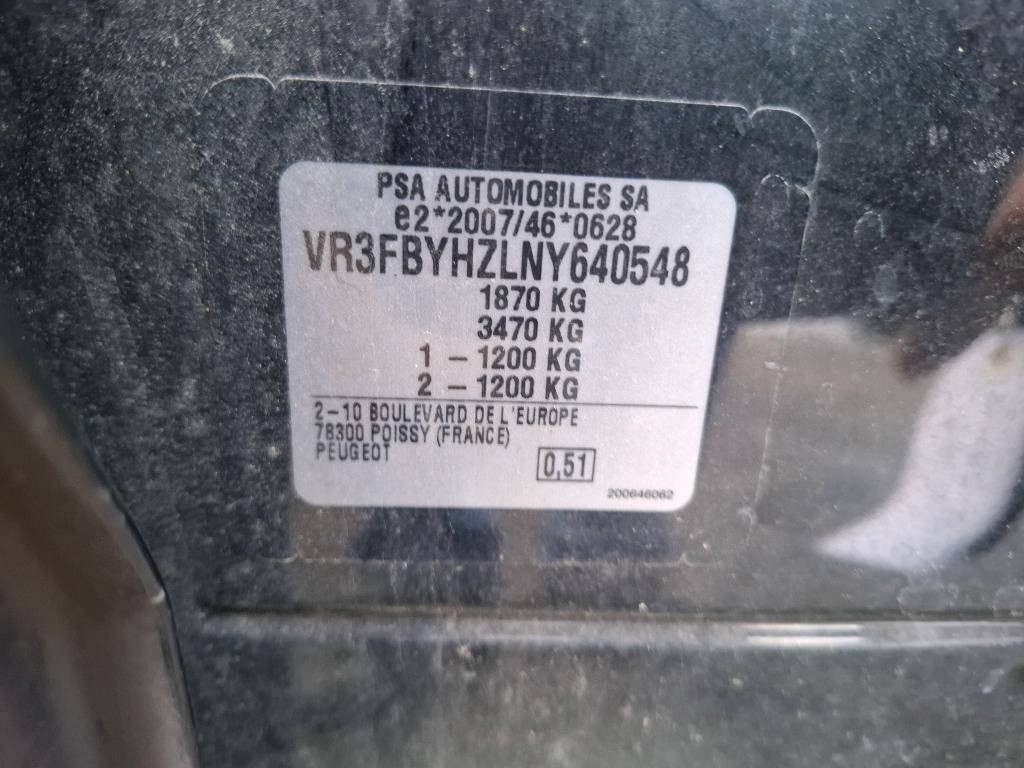 PSA AUTOMOBILES SA
e2*2007/46*0628
VR3FBYHZLNY640548
1870 KG
3470 KG
1 - 1200 KG
2 - 1200 KG
2-10 BOULEVARD DE L'EUROPE
78300 POISSY (FRANCE)
PEUGEOT
0,51
200646062